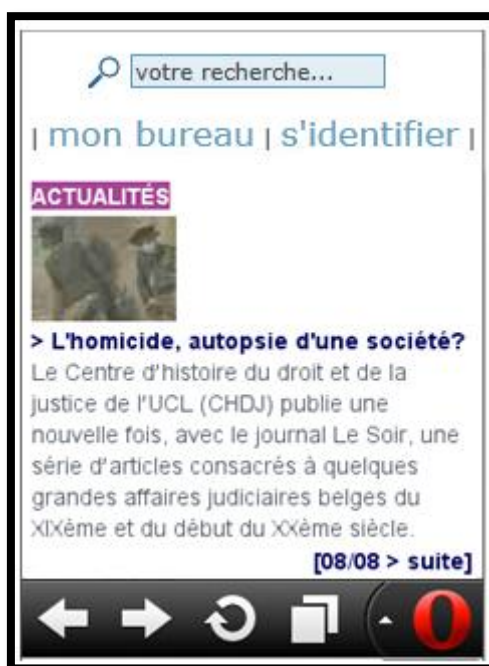 votre recherche...
| mon bureau | s'identifier |
ACTUALITÉS
> L'homicide, autopsie d'une société?
Le Centre d'histoire du droit et de la
justice de l'UCL (CHDJ) publie une
nouvelle fois, avec le journal Le Soir, une
série d'articles consacrés à quelques
grandes affaires judiciaires belges du
XIXème et du début du XXème siècle.
[08/08 > suite]